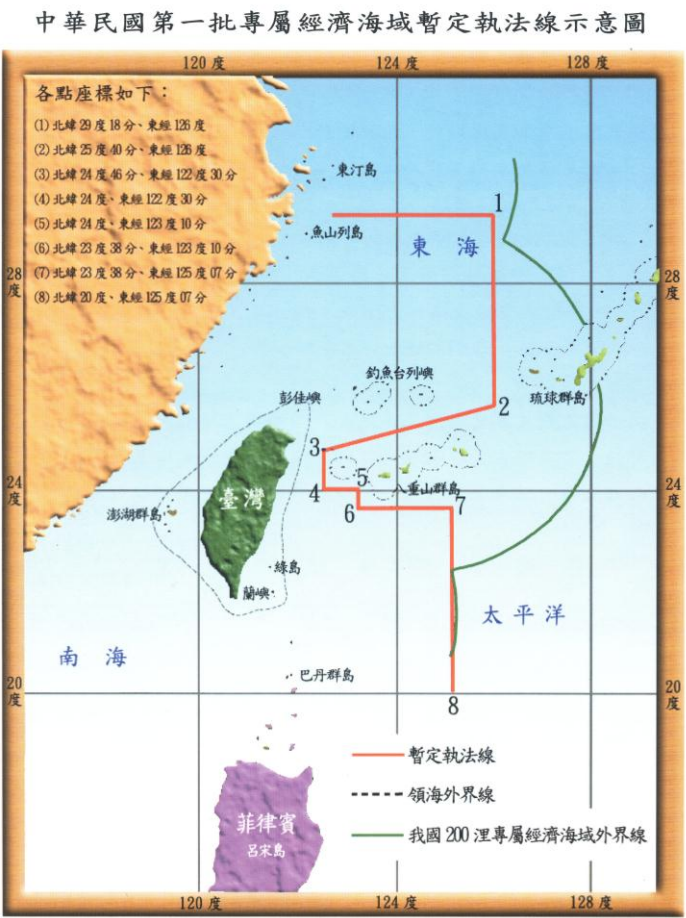 中華民國第一批專屬經濟海域暫定執法線示意圖
120度
124度
128度
各點座標如下：
(1)北緯29度18分、東經126度
(2)北緯25度40分、東經126度
(3)北緯24度46分、東經122度30分
(4)北緯24度、東經122度30分
(5)北緯24度、東經123度10分
(6)北緯23度38分、東經123度10分
(7)北緯23度38分、東經125度07分
(8)北緯20度、東經125度07分
東汀島
1
魚山列島
東 海
28度
28度
釣魚台列嶼
彭佳嶼
琉球群島
2
3
24度
4
5
八重山群島
24度
臺灣
6
7
澎湖群島
綠島
蘭嶼
太平洋
南 海
巴丹群島
20度
20度
8
暫定執法線
領海外界線
菲律賓
呂宋島
我國200浬專屬經濟海域外界線
120度
124度
128度